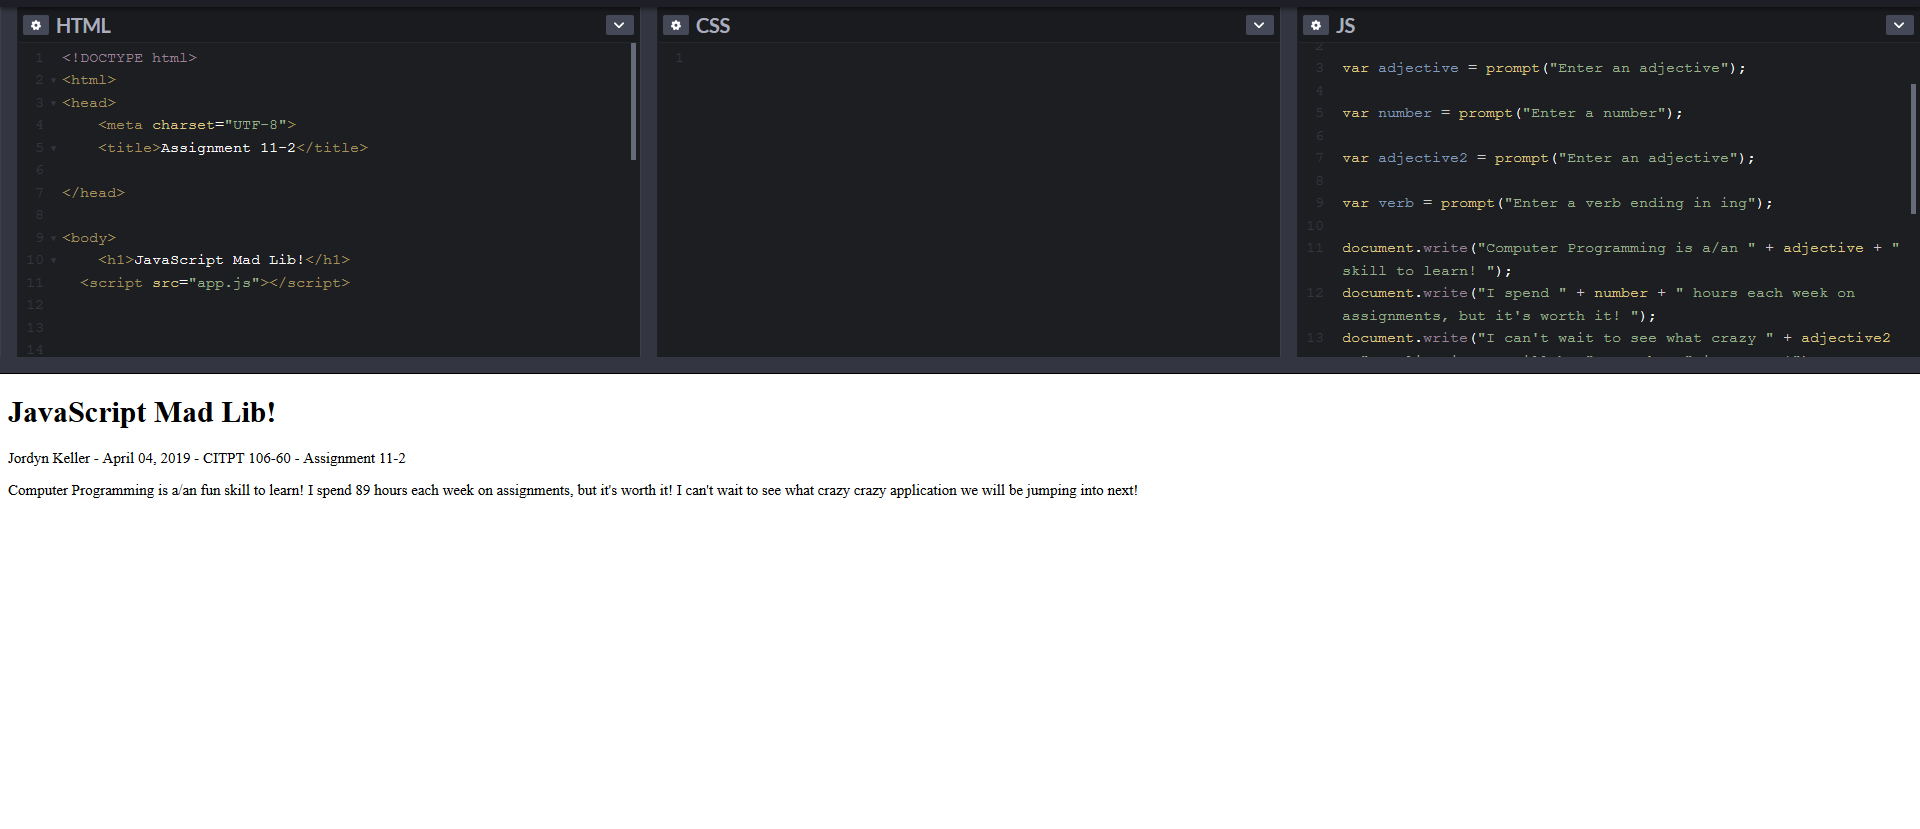 HTML
1 <!DOCTYPE html>
2 <html>
3 <head>
4 <meta charset="UTF-8">
5 <title>Assignment 11-2</title>
6
7 </head>
8
9 <body>
10 <h1>JavaScript Mad Lib!</h1>
11 <script src="app.js"></script>
12
13
14
CSS
1
JS
2
3 var adjective = prompt("Enter an adjective");
4
5 var number = prompt("Enter a number");
6
7 var adjective2 = prompt("Enter an adjective");
8
9 var verb = prompt("Enter a verb ending in ing");
10
11 document.write("Computer Programming is a/an " + adjective + "
skill to learn! ");
12 document.write("I spend " + number + " hours each week on
assignments, but it's worth it! ");
13 document.write("I can't wait to see what crazy " + adjective2
JavaScript Mad Lib!
Jordyn Keller - April 04, 2019 - CITPT 106-60 - Assignment 11-2
Computer Programming is a/an fun skill to learn! I spend 89 hours each week on assignments, but it's worth it! I can't wait to see what crazy crazy application we will be jumping into next!